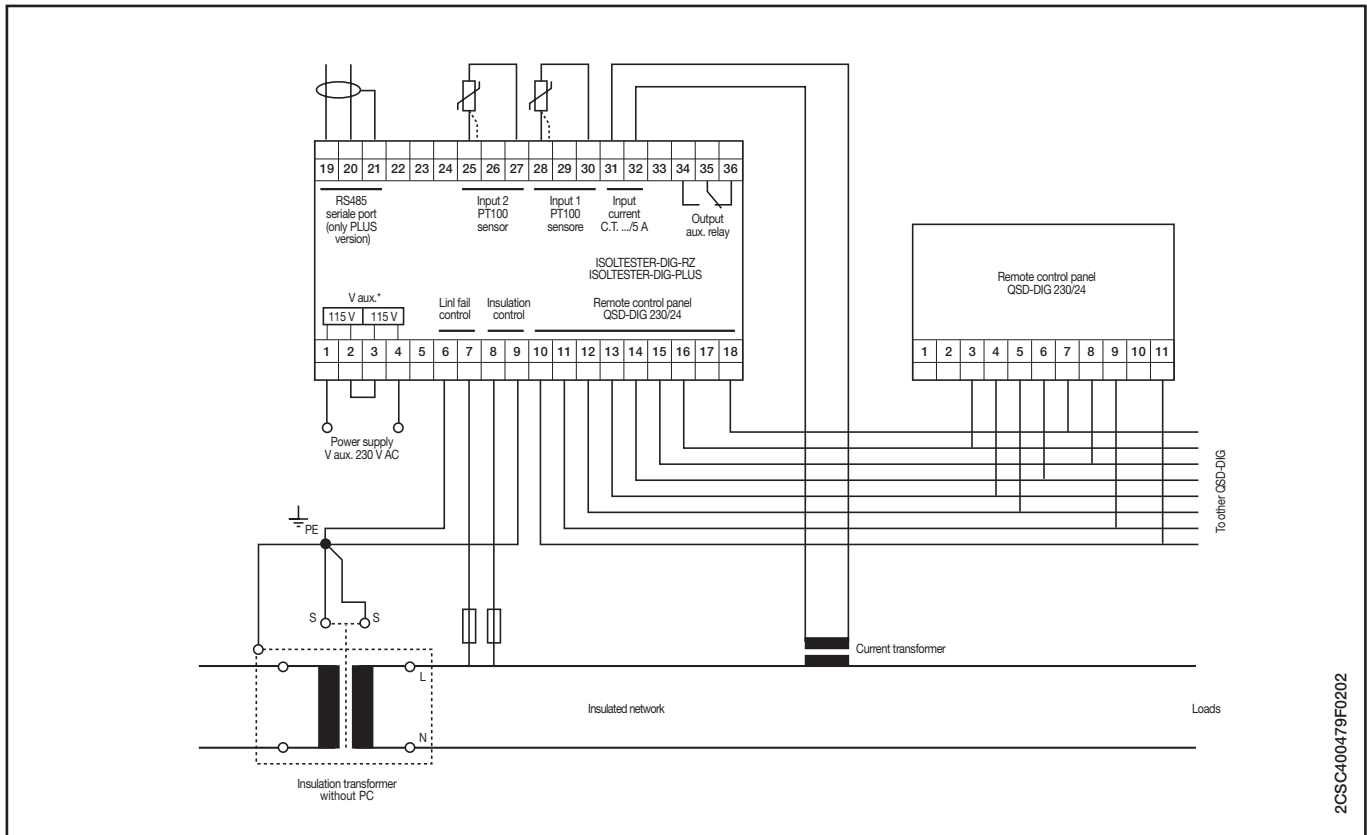 19 20 21 22 23 24 25 26 27 28 29 30 31 32 33 34 35 36
RS485
seriale port
(only PLUS
version)
Input 2
PT100
sensor
Input 1
PT100
sensore
Input
current
C.T. .../5 A
Output
aux. relay
ISOLTESTER-DIG-RZ
ISOLTESTER-DIG-PLUS
V aux.*
115 V 115 V
Linl fail
control
Insulation
control
Remote control panel
QSD-DIG 230/24
1 2 3 4 5 6 7 8 9 10 11 12 13 14 15 16 17 18
Remote control panel
QSD-DIG 230/24
1 2 3 4 5 6 7 8 9 10 11
Power supply
V aux. 230 V AC
To other QSD-DIG
PE
S S
Current transformer
L
Insulated network
Loads
N
Insulation transformer
without PC
2CSC400479F0202